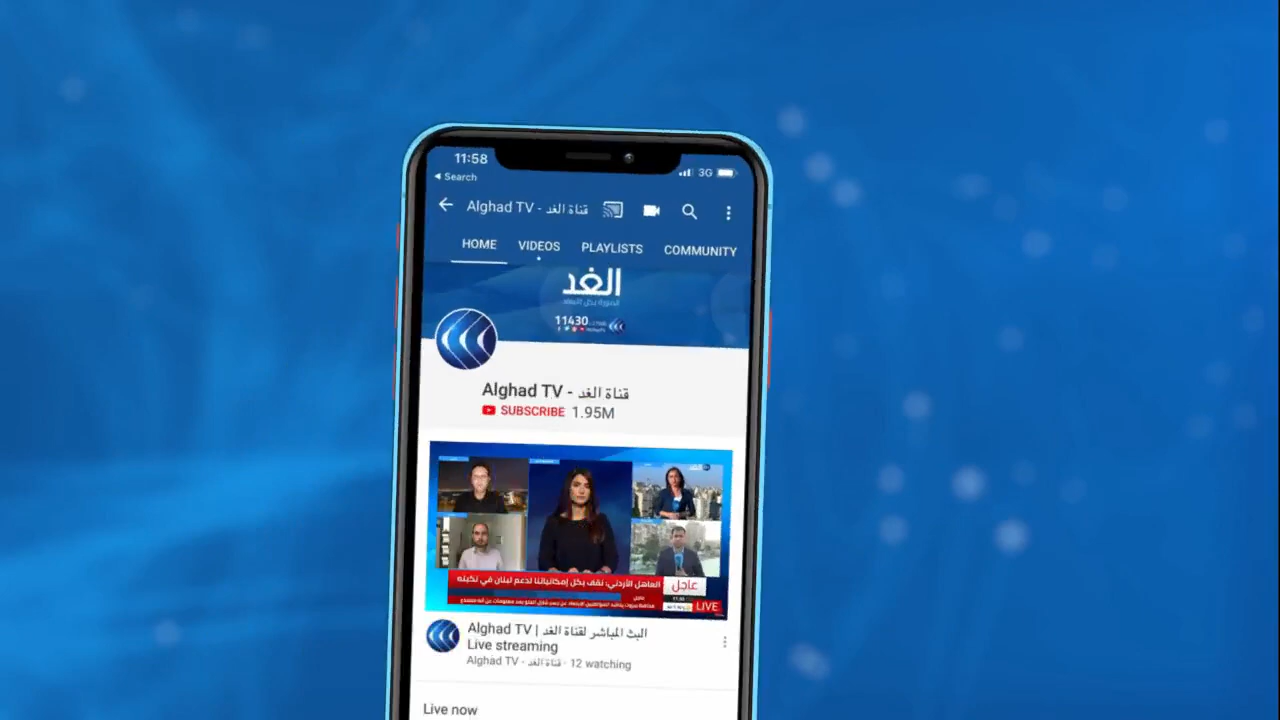 11:58
3G
Search
Alghad TV - قناة الغد
HOME VIDEOS PLAYLISTS COMMUNITY
الغد
11430
Alghad TV - قناة الغد
SUBSCRIBE 1.95M
العاهل الأردني: نقف بكل إمكانياتنا لدعم لبنان في نكبته
عاجل
عاجل
LIVE
Alghad TV | البث المباشر لقناة الغد
Live streaming
Alghad TV - قناة الغد · 12 watching
Live now